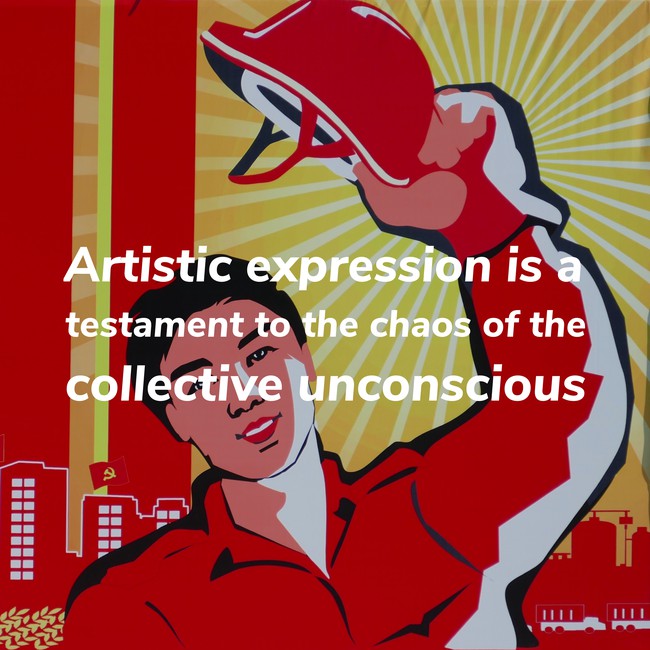 Artistic expression is a
testament to the chaos of the
collective unconscious